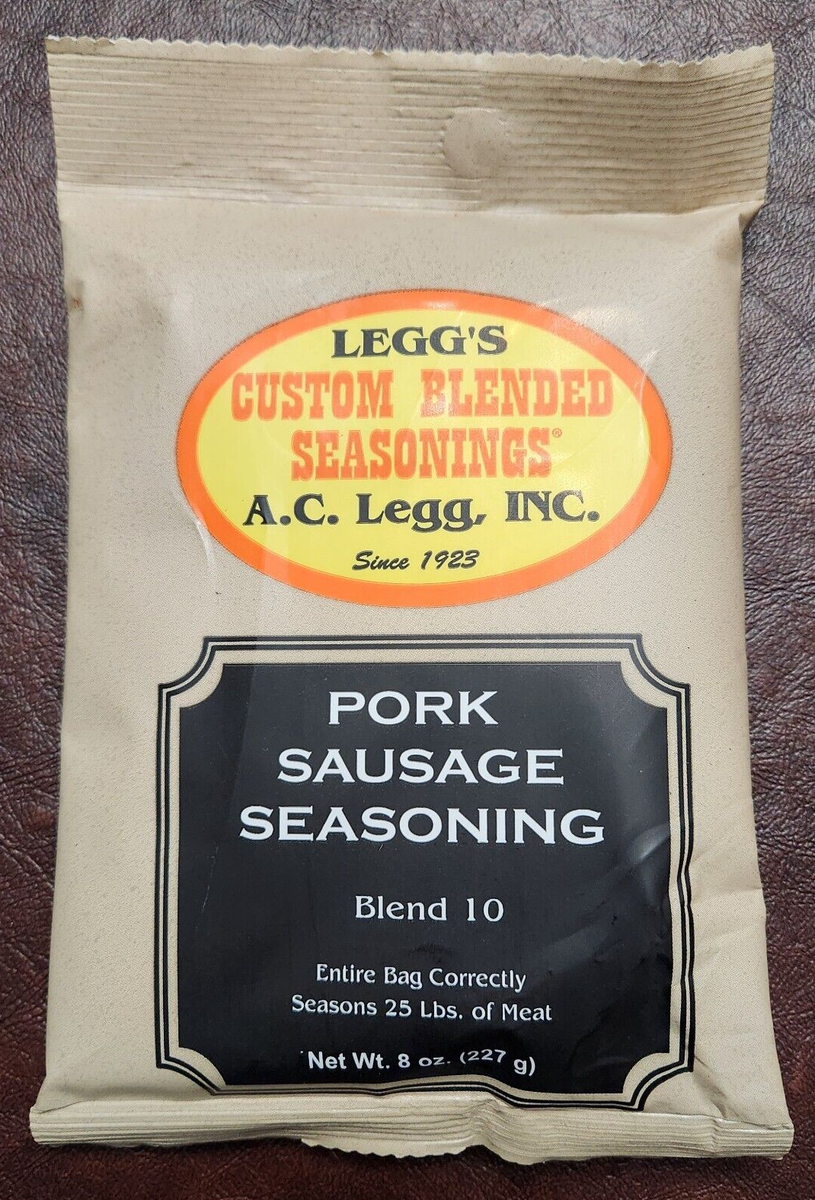 LEGG'S
CUSTOM BLENDED
SEASONINGS®
A.C. Legg, INC.
Since 1923
PORK
SAUSAGE
SEASONING
Blend 10
Entire Bag Correctly
Seasons 25 Lbs. of Meat
Net Wt. 8 oz. (227 g)